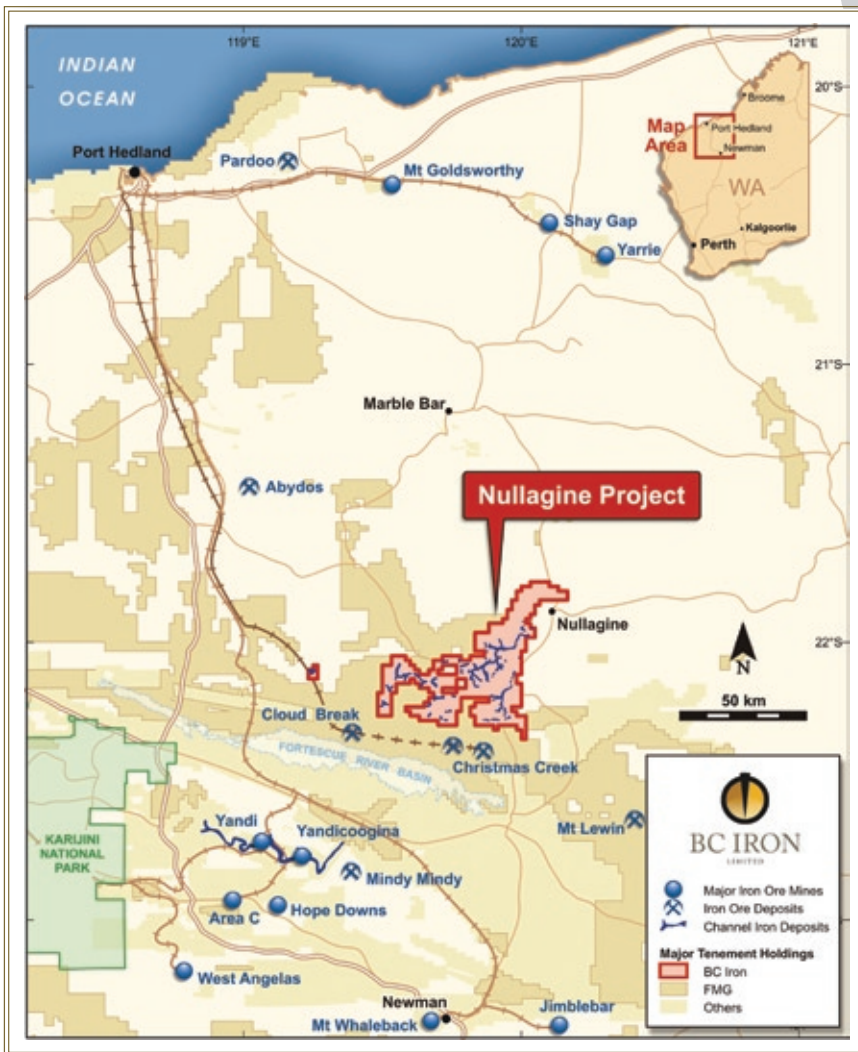 119°E
120°E
121°E
INDIAN
OCEAN
20°S
Broome
Map
Area
Port Hedland
Newman
WA
Kalgoorlie
Perth
Port Hedland
Pardoo
Mt Goldsworthy
Shay Gap
Yarrie
21°S
Marble Bar
Abydos
Nullagine Project
Nullagine
22°S
N
50 km
Cloud Break
Christmas Creek
FORTESCUE RIVER BASIN
KARIJINI
NATIONAL
PARK
Yandi
Yandicoogina
Mindy Mindy
Mt Lewin
Area C
Hope Downs
West Angelas
Newman
Mt Whaleback
Jimblebar
BC IRON
LIMITED
Major Iron Ore Mines
Iron Ore Deposits
Channel Iron Deposits
Major Tenement Holdings
BC Iron
FMG
Others